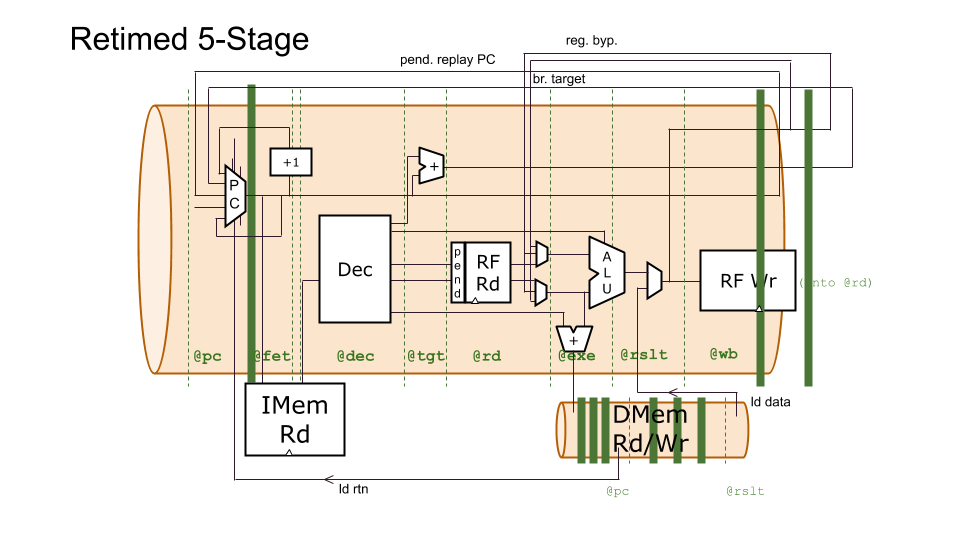 Retimed 5-Stage
reg. byp.
pend. replay PC
br. target
+1
P
C
+
Dec
p
e
n
d
RF
Rd
A
L
U
RF Wr
(into @rd)
+
@pc
@fet
@dec
@tgt
@rd
@exe
@rslt
@wb
IMem
Rd
DMem
Rd/Wr
ld data
ld rtn
@pc
@rslt